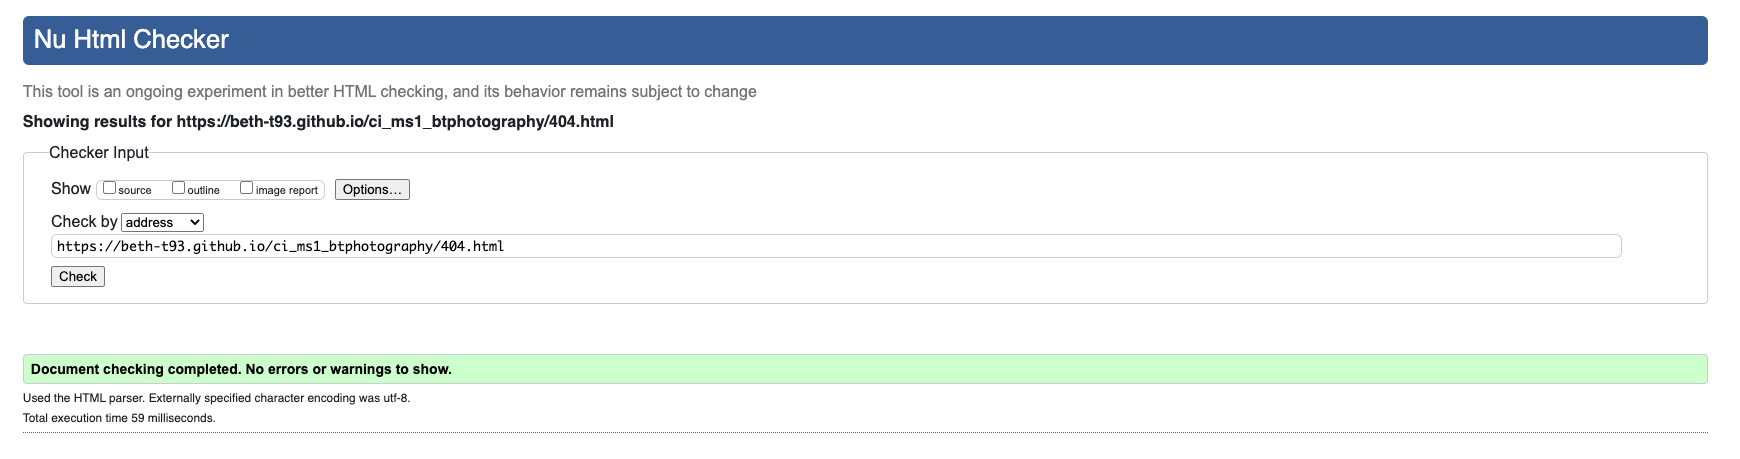 Nu Html Checker
This tool is an ongoing experiment in better HTML checking, and its behavior remains subject to change
Showing results for https://beth-t93.github.io/ci_ms1_btphotography/404.html
Checker Input
Show source outline image report Options...
Check by address
https://beth-t93.github.io/ci_ms1_btphotography/404.html
Check
Document checking completed. No errors or warnings to show.
Used the HTML parser. Externally specified character encoding was utf-8.
Total execution time 59 milliseconds.